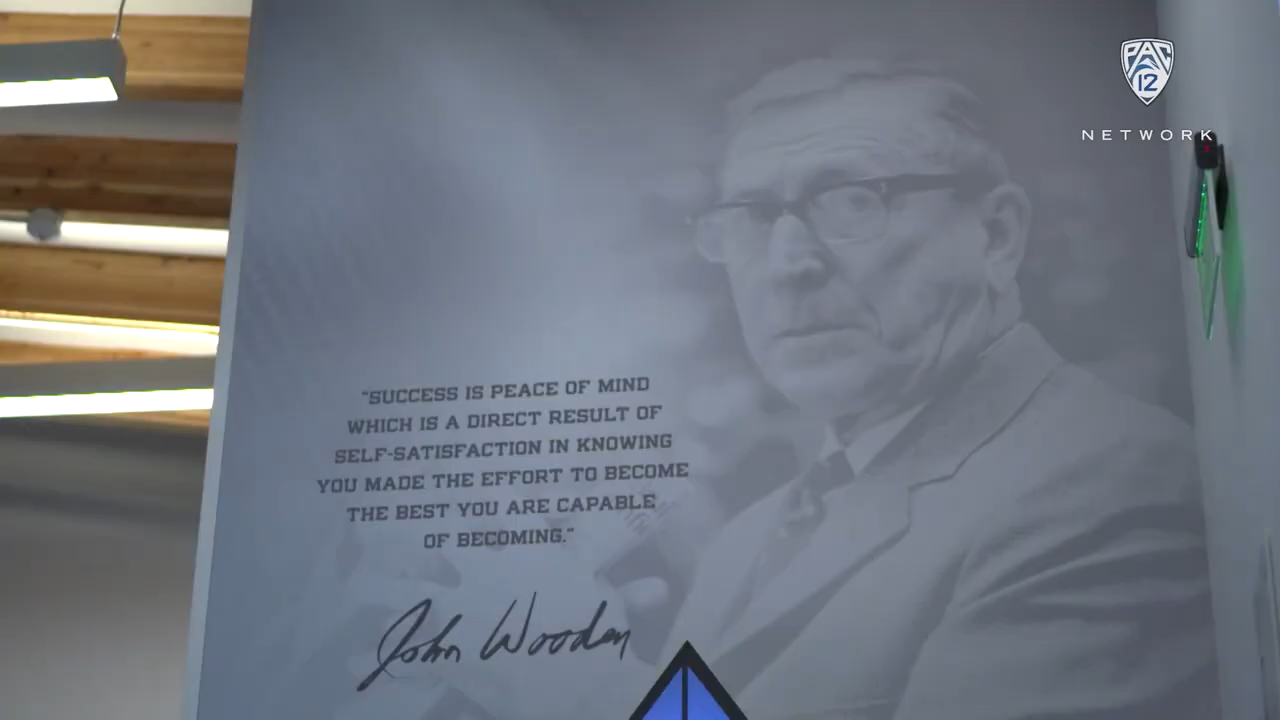 PAC
12
NETWORK
"SUCCESS IS PEACE OF MIND
WHICH IS A DIRECT RESULT OF
SELF-SATISFACTION IN KNOWING
YOU MADE THE EFFORT TO BECOME
THE BEST YOU ARE CAPABLE
OF BECOMING."
John Wooden